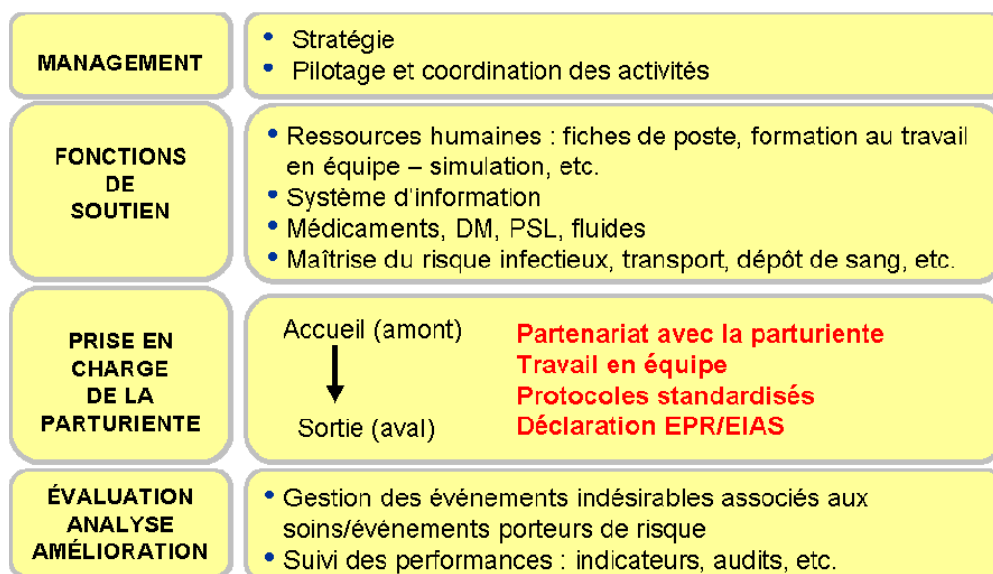 MANAGEMENT
• Stratégie
• Pilotage et coordination des activités
FONCTIONS
DE
SOUTIEN
• Ressources humaines : fiches de poste, formation au travail
en équipe – simulation, etc.
• Système d'information
• Médicaments, DM, PSL, fluides
• Maîtrise du risque infectieux, transport, dépôt de sang, etc.
PRISE EN
CHARGE
DE LA
PARTURIENTE
Accueil (amont)
Sortie (aval)
Partenariat avec la parturiente
Travail en équipe
Protocoles standardisés
Déclaration EPR/EIAS
ÉVALUATION
ANALYSE
AMÉLIORATION
• Gestion des événements indésirables associés aux
soins/événements porteurs de risque
• Suivi des performances : indicateurs, audits, etc.